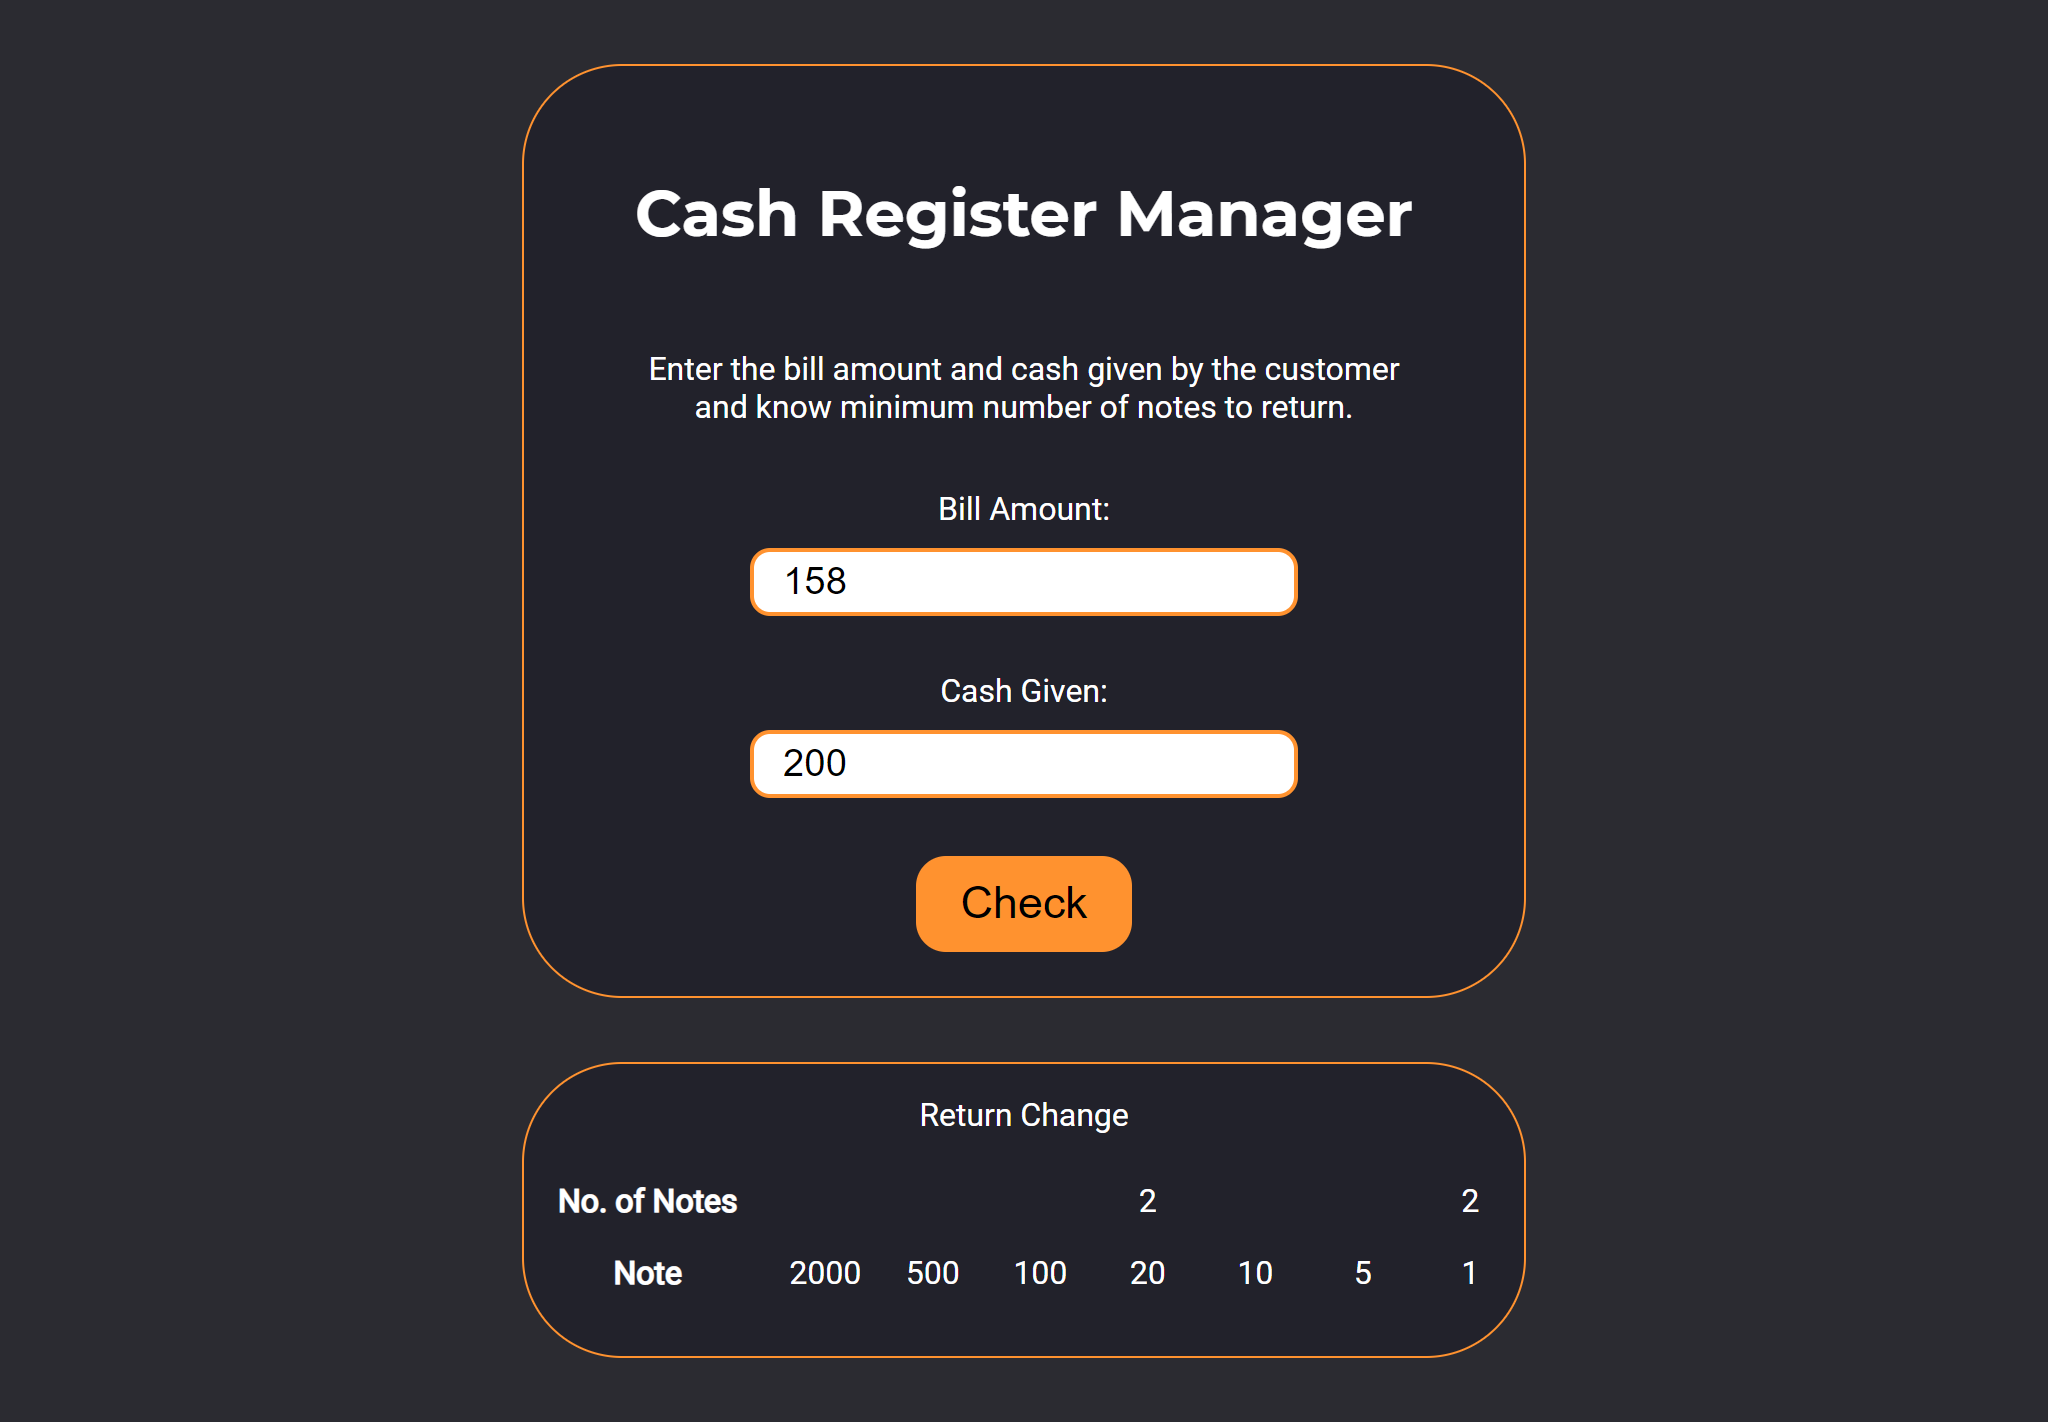 Cash Register Manager
Enter the bill amount and cash given by the customer
and know minimum number of notes to return.
Bill Amount:
158
Cash Given:
200
Check
Return Change
No. of Notes 2 2
Note 2000 500 100 20 10 5 1